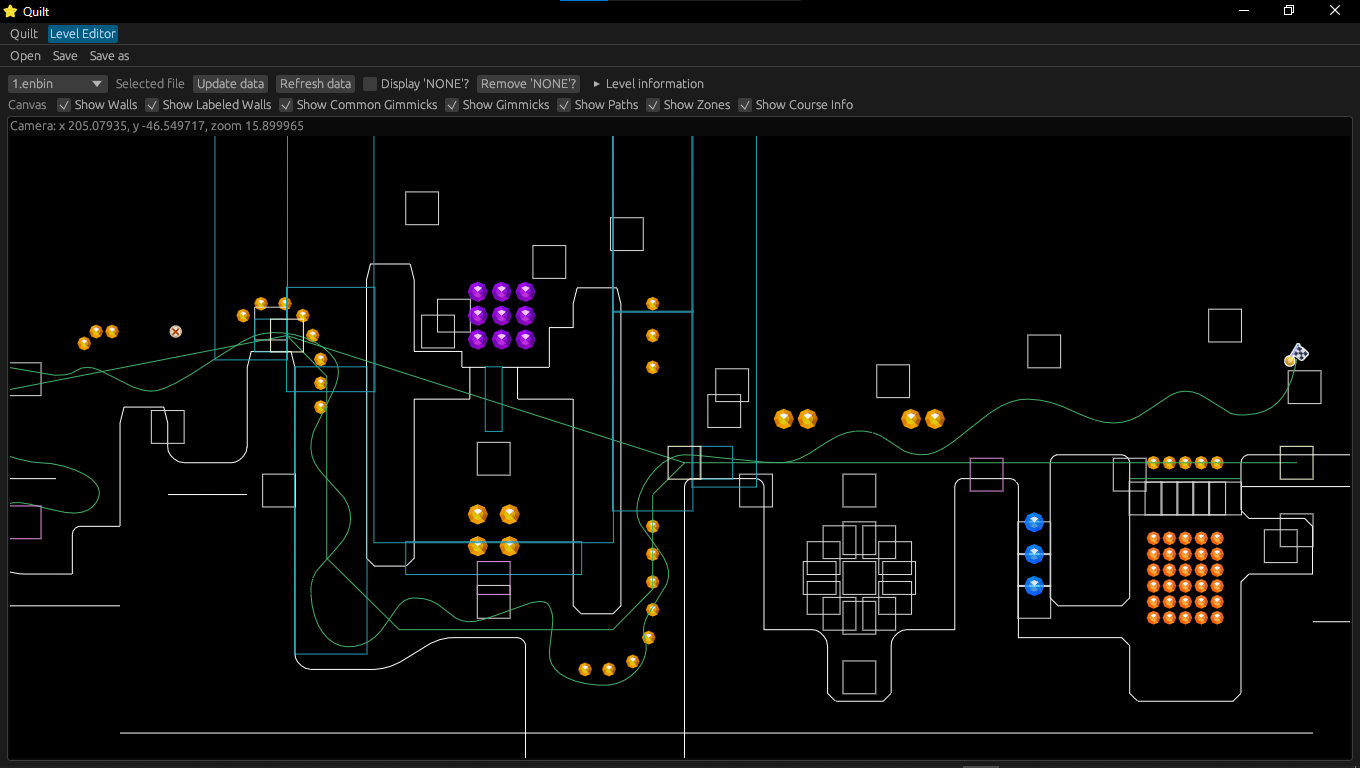 Quilt
Quilt Level Editor
Open Save Save as
1.enbin Selected file Update data Refresh data Display 'NONE'? Remove 'NONE'? Level information
Canvas Show Walls Show Labeled Walls Show Common Gimmicks Show Gimmicks Show Paths Show Zones Show Course Info
Camera: x 205.07935, y -46.549717, zoom 15.899965